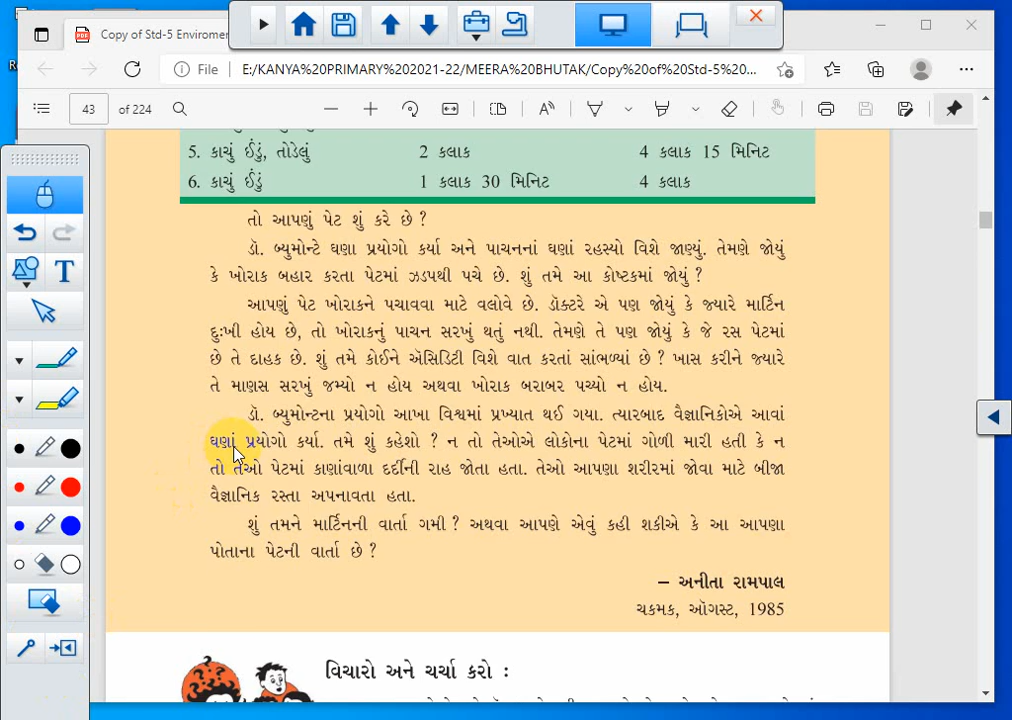 Copy of Std-5 Enviromen
File
E:/KANYA%20PRIMARY%202021-22/MEERA%20BHUTAK/Copy%20of%20Std-5%20...
43 of 224
5. કાચું ઈંડું, તોડેલું 2 કલાક 4 કલાક 15 મિનિટ
6. કાચું ઈંડું 1 કલાક 30 મિનિટ 4 કલાક
તો આપણું પેટ શું કરે છે ?
ડૉ. બ્યુમોન્ટે ઘણા પ્રયોગો કર્યા અને પાચનનાં ઘણાં રહસ્યો વિશે જાણ્યું. તેમણે જોયું
કે ખોરાક બહાર કરતા પેટમાં ઝડપથી પચે છે. શું તમે આ કોષ્ટકમાં જોયું ?
આપણું પેટ ખોરાકને પચાવવા માટે વલોવે છે. ડૉક્ટરે એ પણ જોયું કે જ્યારે માર્ટિન
દુઃખી હોય છે, તો ખોરાકનું પાચન સરખું થતું નથી. તેમણે તે પણ જોયું કે જે રસ પેટમાં
છે તે દાહક છે. શું તમે કોઈને ઍસિડિટી વિશે વાત કરતાં સાંભળ્યાં છે ? ખાસ કરીને જ્યારે
તે માણસ સરખું જમ્યો ન હોય અથવા ખોરાક બરાબર પચ્યો ન હોય.
ડૉ. બ્યુમોન્ટના પ્રયોગો આખા વિશ્વમાં પ્રખ્યાત થઈ ગયા. ત્યારબાદ વૈજ્ઞાનિકોએ આવાં
ઘણાં પ્રયોગો કર્યા. તમે શું કહેશો ? ન તો તેઓએ લોકોના પેટમાં ગોળી મારી હતી કે ન
તો તેઓ પેટમાં કાણાંવાળા દર્દીની રાહ જોતા હતા. તેઓ આપણા શરીરમાં જોવા માટે બીજા
વૈજ્ઞાનિક રસ્તા અપનાવતા હતા.
શું તમને માર્ટિનની વાર્તા ગમી ? અથવા આપણે એવું કહી શકીએ કે આ આપણા
પોતાના પેટની વાર્તા છે ?
– અનીતા રામપાલ
ચકમક, ઑગસ્ટ, 1985
વિચારો અને ચર્ચા કરો :